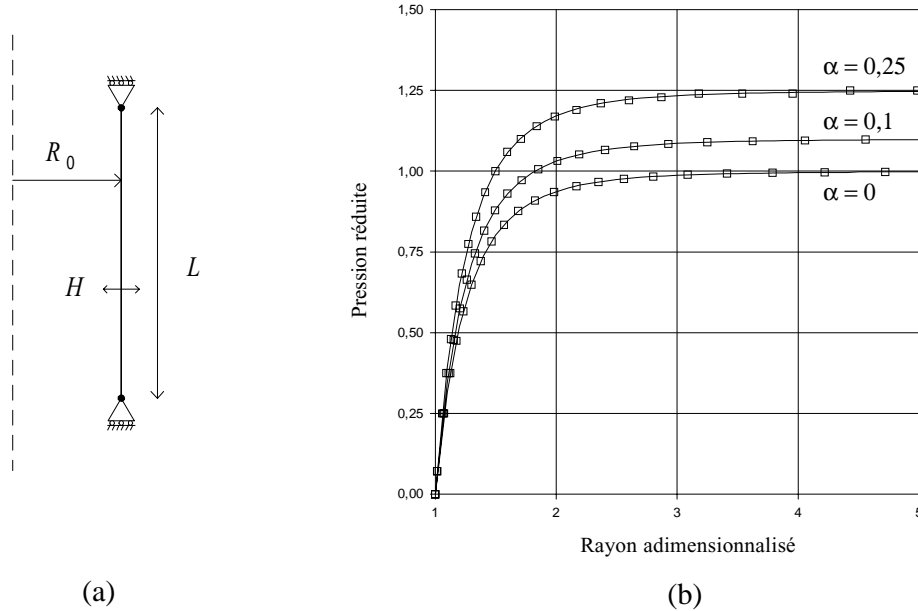 R 0
H
L
(a)
1,50
1,25
1,00
0,75
0,50
0,25
0,00
Pression réduite
α = 0,25
α = 0,1
α = 0
1
2
3
4
5
Rayon adimensionnalisé
(b)